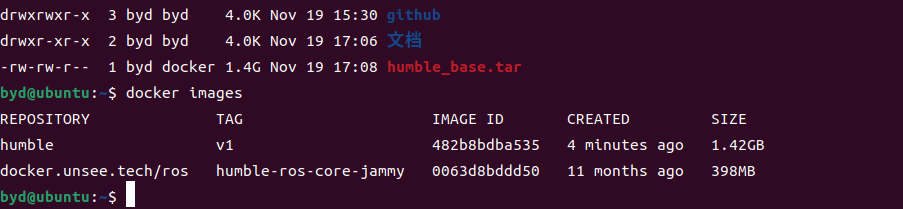 drwxrwxr-x  3 byd byd    4.0K Nov 19 15:30 github
drwxr-xr-x  2 byd byd    4.0K Nov 19 17:06 文档
-rw-rw-r--  1 byd docker 1.4G Nov 19 17:08 humble_base.tar
byd@ubuntu:~$ docker images
REPOSITORY              TAG                     IMAGE ID       CREATED         SIZE
humble                  v1                      482b8bdba535   4 minutes ago   1.42GB
docker.unsee.tech/ros   humble-ros-core-jammy   0063d8bddd50   11 months ago   398MB
byd@ubuntu:~$